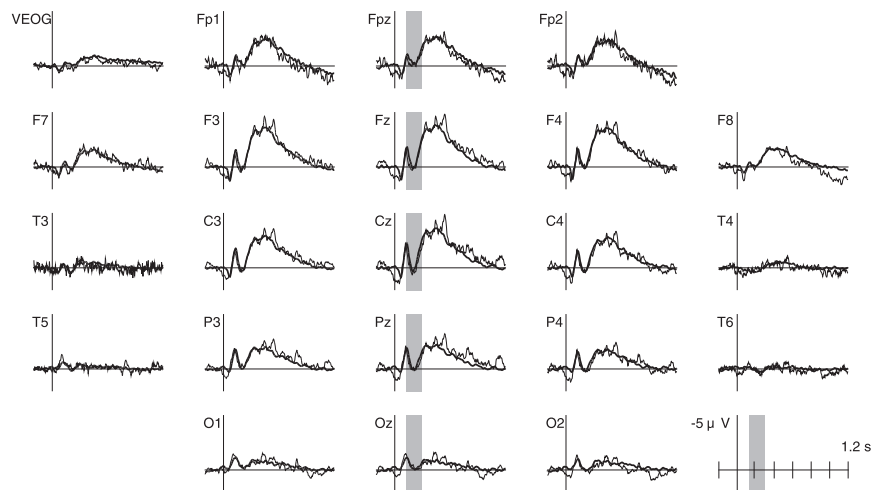 VEOG Fp1 Fpz Fp2
F7 F3 Fz F4 F8
T3 C3 Cz C4 T4
T5 P3 Pz P4 T6
O1 Oz O2 -5 µ V
1.2 s